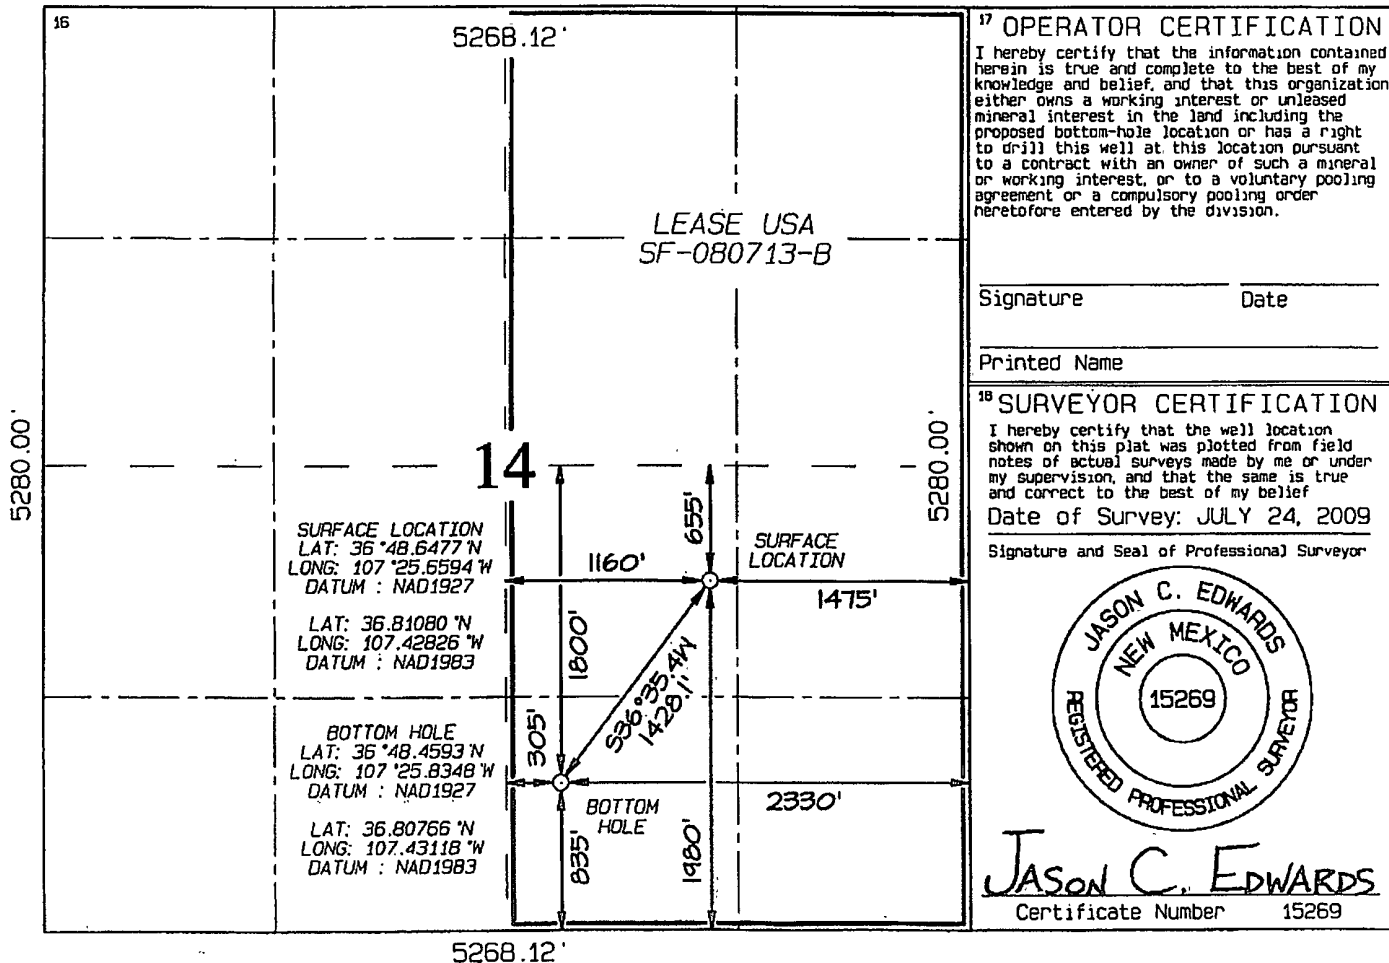 16
5268.12'
LEASE USA
SF-080713-B
5280.00'
14
5280.00'
655'
SURFACE LOCATION
LAT: 36°48.6477'N
LONG: 107°25.6594'W
DATUM : NAD1927
LAT: 36.81080°N
LONG: 107.42826°W
DATUM : NAD1983
1160'
SURFACE
LOCATION
1475'
1800'
S36°35.4W
1428.1'
BOTTOM HOLE
LAT: 36°48.4593'N
LONG: 107°25.8348'W
DATUM : NAD1927
LAT: 36.80766°N
LONG: 107.43118°W
DATUM : NAD1983
305'
BOTTOM
HOLE
2330'
835'
1980'
5268.12'
17 OPERATOR CERTIFICATION
I hereby certify that the information contained
herein is true and complete to the best of my
knowledge and belief, and that this organization
either owns a working interest or unleased
mineral interest in the land including the
proposed bottom-hole location or has a right
to drill this well at this location pursuant
to a contract with an owner of such a mineral
or working interest, or to a voluntary pooling
agreement or a compulsory pooling order
heretofore entered by the division.
Signature Date
Printed Name
18 SURVEYOR CERTIFICATION
I hereby certify that the well location
shown on this plat was plotted from field
notes of actual surveys made by me or under
my supervision, and that the same is true
and correct to the best of my belief
Date of Survey: JULY 24, 2009
Signature and Seal of Professional Surveyor
JASON C. EDWARDS
NEW MEXICO
15269
REGISTERED PROFESSIONAL SURVEYOR
JASON C. EDWARDS
Certificate Number 15269